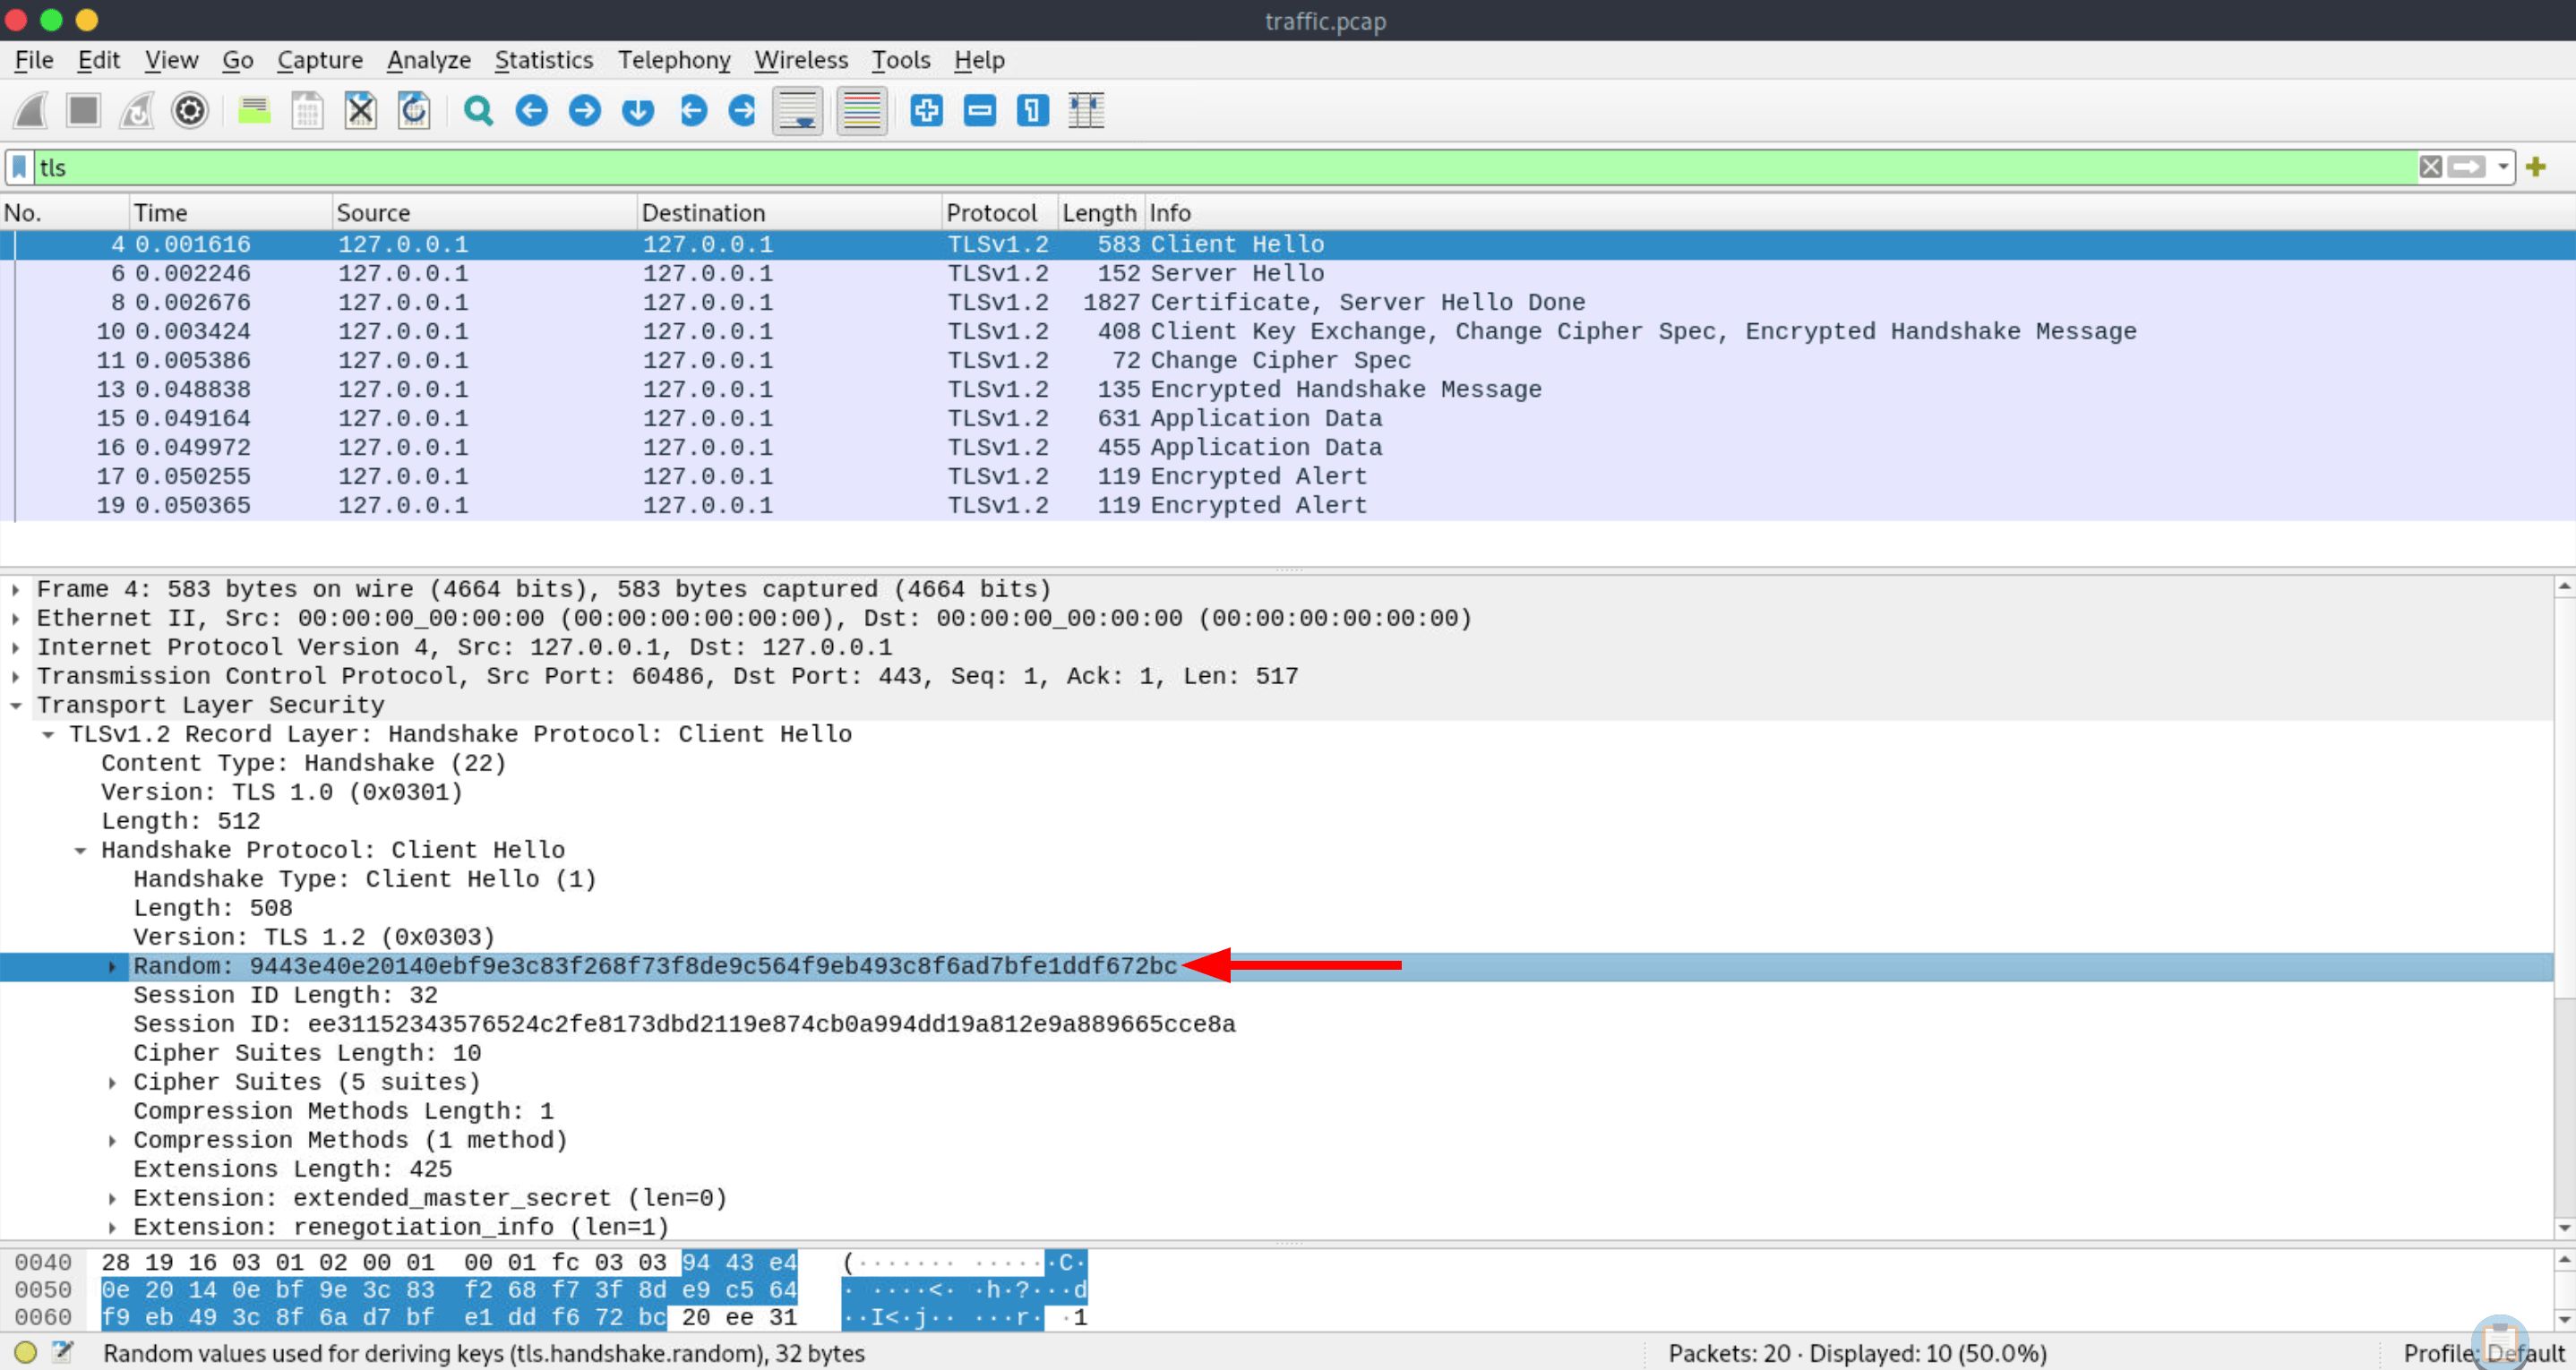 traffic.pcap
File Edit View Go Capture Analyze Statistics Telephony Wireless Tools Help
tls
No. Time Source Destination Protocol Length Info
4 0.001616 127.0.0.1 127.0.0.1 TLSv1.2 583 Client Hello
6 0.002246 127.0.0.1 127.0.0.1 TLSv1.2 152 Server Hello
8 0.002676 127.0.0.1 127.0.0.1 TLSv1.2 1827 Certificate, Server Hello Done
10 0.003424 127.0.0.1 127.0.0.1 TLSv1.2 408 Client Key Exchange, Change Cipher Spec, Encrypted Handshake Message
11 0.005386 127.0.0.1 127.0.0.1 TLSv1.2 72 Change Cipher Spec
13 0.048838 127.0.0.1 127.0.0.1 TLSv1.2 135 Encrypted Handshake Message
15 0.049164 127.0.0.1 127.0.0.1 TLSv1.2 631 Application Data
16 0.049972 127.0.0.1 127.0.0.1 TLSv1.2 455 Application Data
17 0.050255 127.0.0.1 127.0.0.1 TLSv1.2 119 Encrypted Alert
19 0.050365 127.0.0.1 127.0.0.1 TLSv1.2 119 Encrypted Alert
Frame 4: 583 bytes on wire (4664 bits), 583 bytes captured (4664 bits)
Ethernet II, Src: 00:00:00_00:00:00 (00:00:00:00:00:00), Dst: 00:00:00_00:00:00 (00:00:00:00:00:00)
Internet Protocol Version 4, Src: 127.0.0.1, Dst: 127.0.0.1
Transmission Control Protocol, Src Port: 60486, Dst Port: 443, Seq: 1, Ack: 1, Len: 517
Transport Layer Security
TLSv1.2 Record Layer: Handshake Protocol: Client Hello
Content Type: Handshake (22)
Version: TLS 1.0 (0x0301)
Length: 512
Handshake Protocol: Client Hello
Handshake Type: Client Hello (1)
Length: 508
Version: TLS 1.2 (0x0303)
Random: 9443e40e20140ebf9e3c83f268f73f8de9c564f9eb493c8f6ad7bfe1ddf672bc
Session ID Length: 32
Session ID: ee31152343576524c2fe8173dbd2119e874cb0a994dd19a812e9a889665cce8a
Cipher Suites Length: 10
Cipher Suites (5 suites)
Compression Methods Length: 1
Compression Methods (1 method)
Extensions Length: 425
Extension: extended_master_secret (len=0)
Extension: renegotiation_info (len=1)
0040 28 19 16 03 01 02 00 01 00 01 fc 03 03 94 43 e4 (······· ······C·
0050 0e 20 14 0e bf 9e 3c 83 f2 68 f7 3f 8d e9 c5 64 · ····<· ·h·?···d
0060 f9 eb 49 3c 8f 6a d7 bf e1 dd f6 72 bc 20 ee 31 ··I<·j·· ···r· ·1
Random values used for deriving keys (tls.handshake.random), 32 bytes
Packets: 20 · Displayed: 10 (50.0%)
Profile: Default